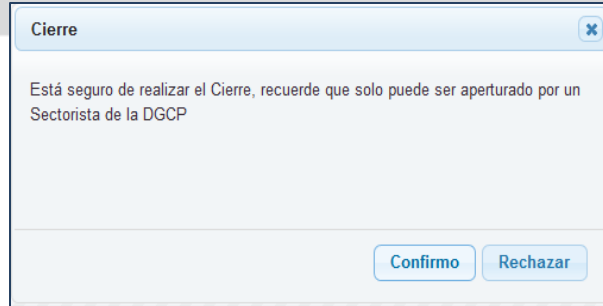 Cierre
Está seguro de realizar el Cierre, recuerde que solo puede ser aperturado por un
Sectorista de la DGCP
Confirmo Rechazar